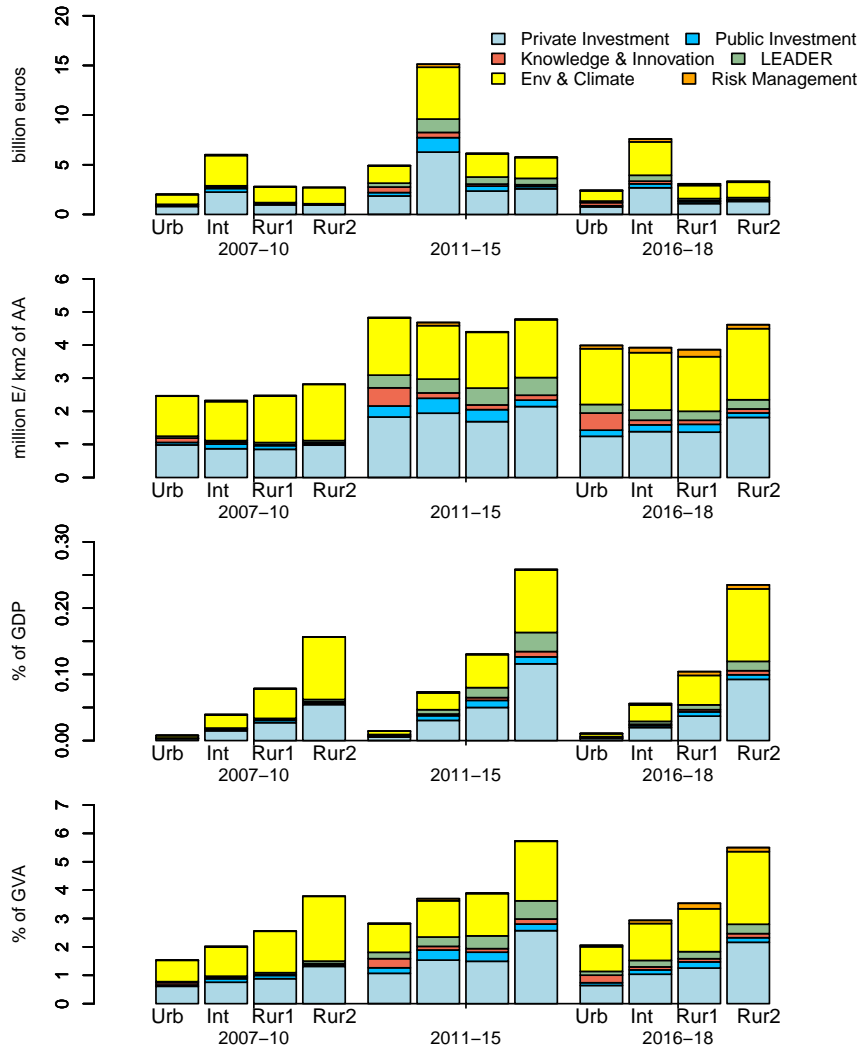 billion euros
0 5 10 15 20
Private Investment Public Investment
Knowledge & Innovation LEADER
Env & Climate Risk Management
Urb Int Rur1 Rur2
2007−10 2011−15 2016−18
million E/ km2 of AA
0 1 2 3 4 5 6
Urb Int Rur1 Rur2 Urb Int Rur1 Rur2
2007−10 2011−15 2016−18
% of GDP
0.00 0.10 0.20 0.30
Urb Int Rur1 Rur2 Urb Int Rur1 Rur2
2007−10 2011−15 2016−18
% of GVA
0 1 2 3 4 5 6 7
Urb Int Rur1 Rur2 Urb Int Rur1 Rur2
2007−10 2011−15 2016−18